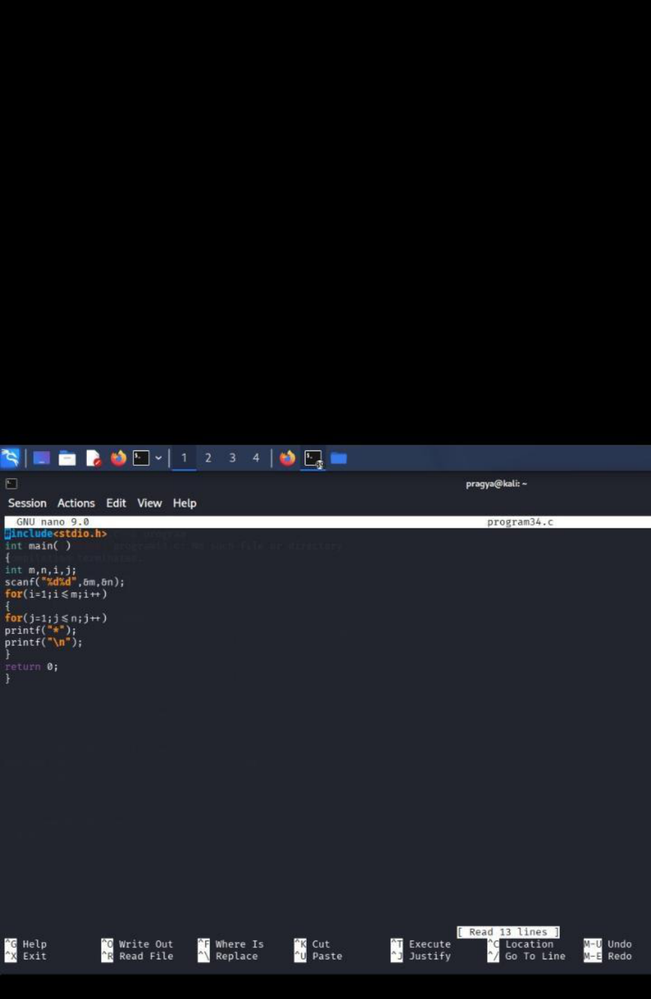 1 2 3 4
pragya@kali: ~
Session Actions Edit View Help
GNU nano 9.0 program34.c
#include<stdio.h>
int main( )
{
int m,n,i,j;
scanf("%d%d",&m,&n);
for(i=1;i<=m;i++)
{
for(j=1;j<=n;j++)
printf("*");
printf("\n");
}
return 0;
}
[ Read 13 lines ]
^G Help ^O Write Out ^F Where Is ^K Cut ^T Execute ^C Location M-U Undo
^X Exit ^R Read File ^\ Replace ^U Paste ^J Justify ^/ Go To Line M-E Redo